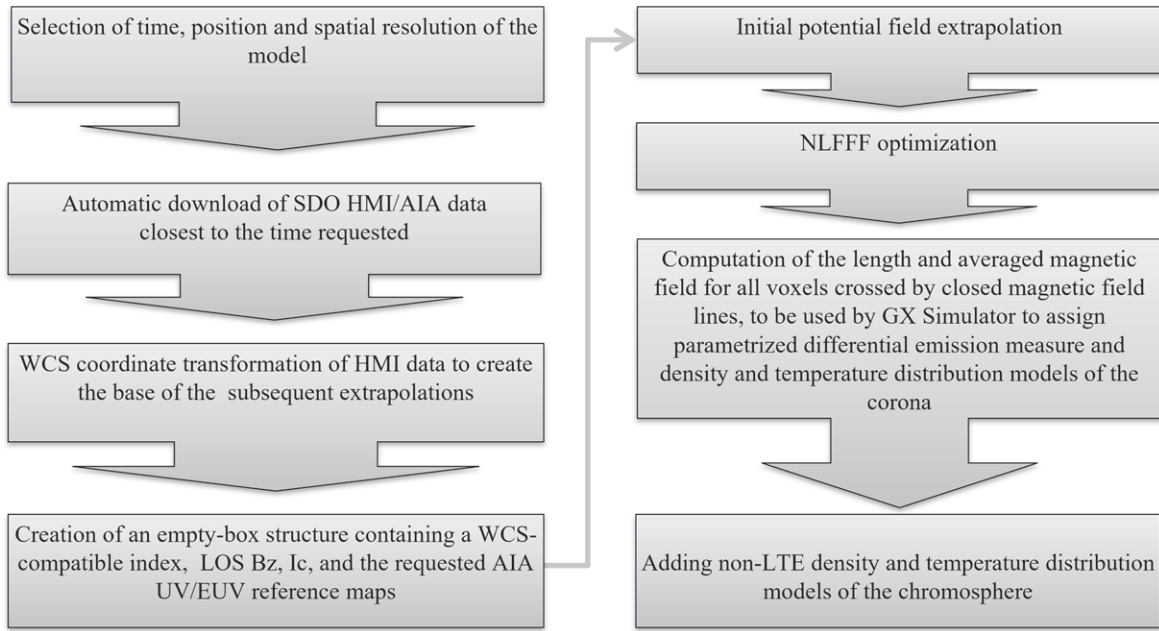 Selection of time, position and spatial resolution of the
model
Automatic download of SDO HMI/AIA data
closest to the time requested
WCS coordinate transformation of HMI data to create
the base of the  subsequent extrapolations
Creation of an empty-box structure containing a WCS-
compatible index,  LOS Bz, Ic, and the requested AIA
UV/EUV reference maps
Initial potential field extrapolation
NLFFF optimization
Computation of the length and averaged magnetic
field for all voxels crossed by closed magnetic field
lines, to be used by GX Simulator to assign
parametrized differential emission measure and
density and temperature distribution models of the
corona
Adding non-LTE density and temperature distribution
models of the chromosphere